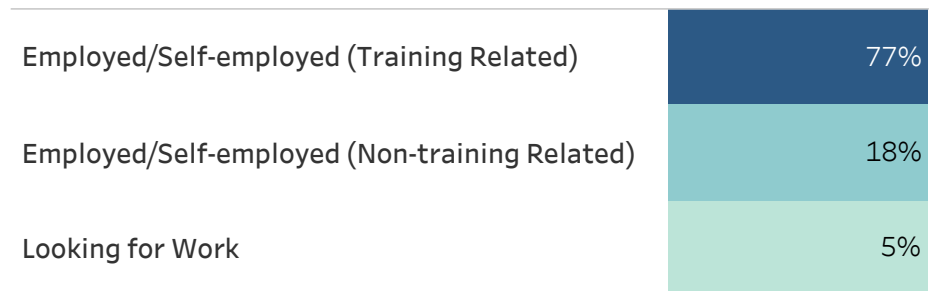 Employed/Self-employed (Training Related) 77%
Employed/Self-employed (Non-training Related) 18%
Looking for Work 5%